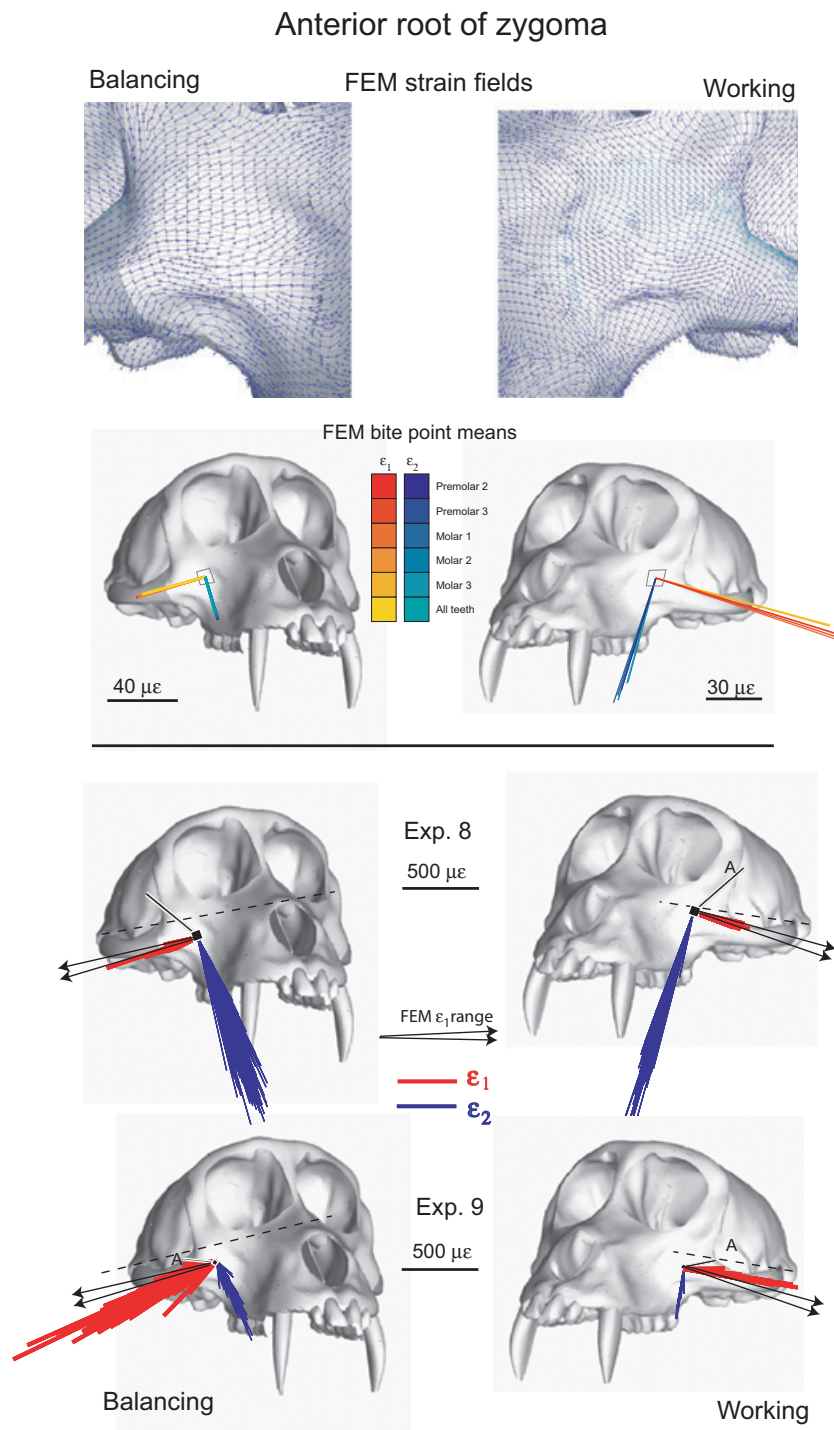 Anterior root of zygoma
Balancing
FEM strain fields
Working
FEM bite point means
ε1 ε2
Premolar 2
Premolar 3
Molar 1
Molar 2
Molar 3
All teeth
40 µε
30 µε
Exp. 8
500 µε
A
FEM ε1 range
ε1
ε2
Exp. 9
500 µε
A
A
Balancing
Working